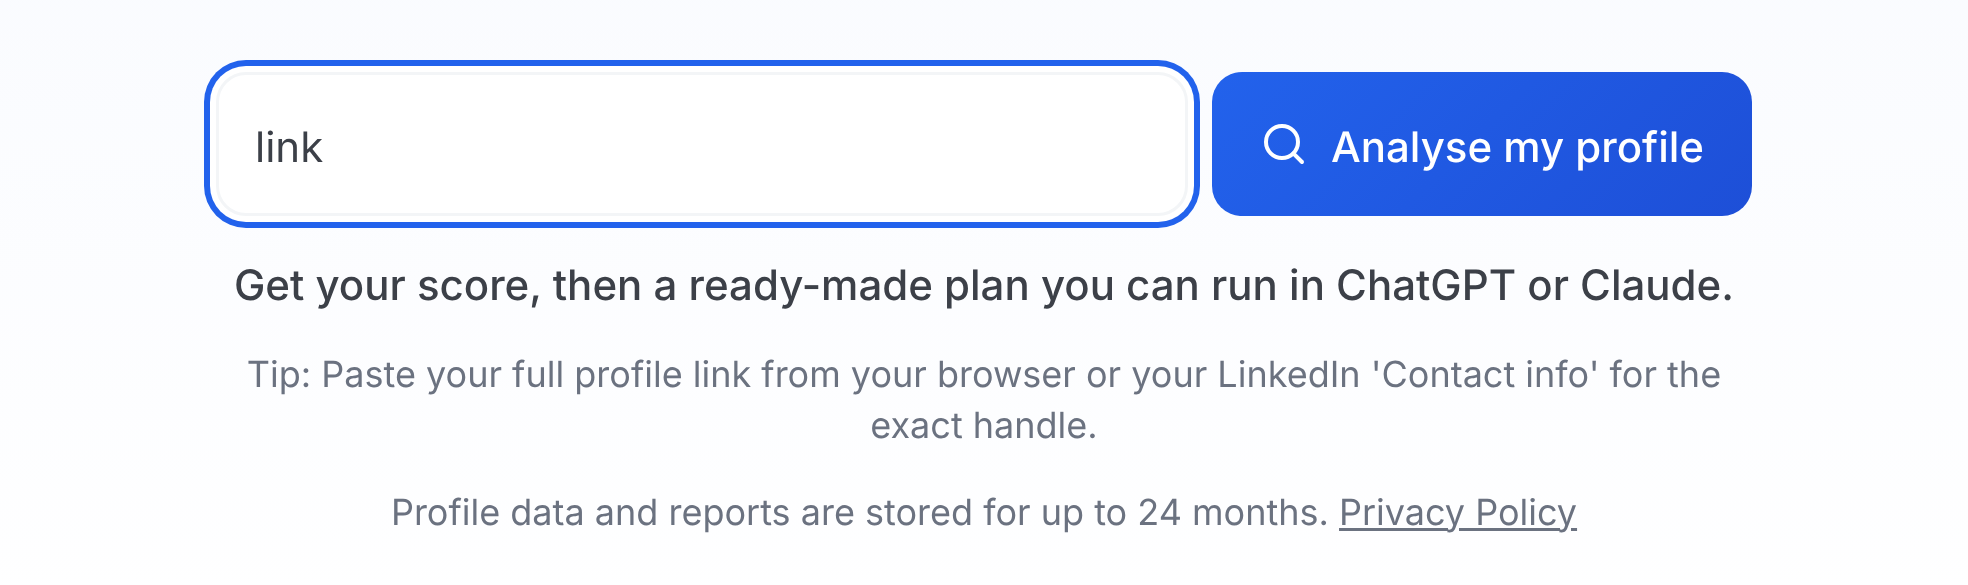 link
Analyse my profile
Get your score, then a ready-made plan you can run in ChatGPT or Claude.
Tip: Paste your full profile link from your browser or your LinkedIn 'Contact info' for the
exact handle.
Profile data and reports are stored for up to 24 months. Privacy Policy